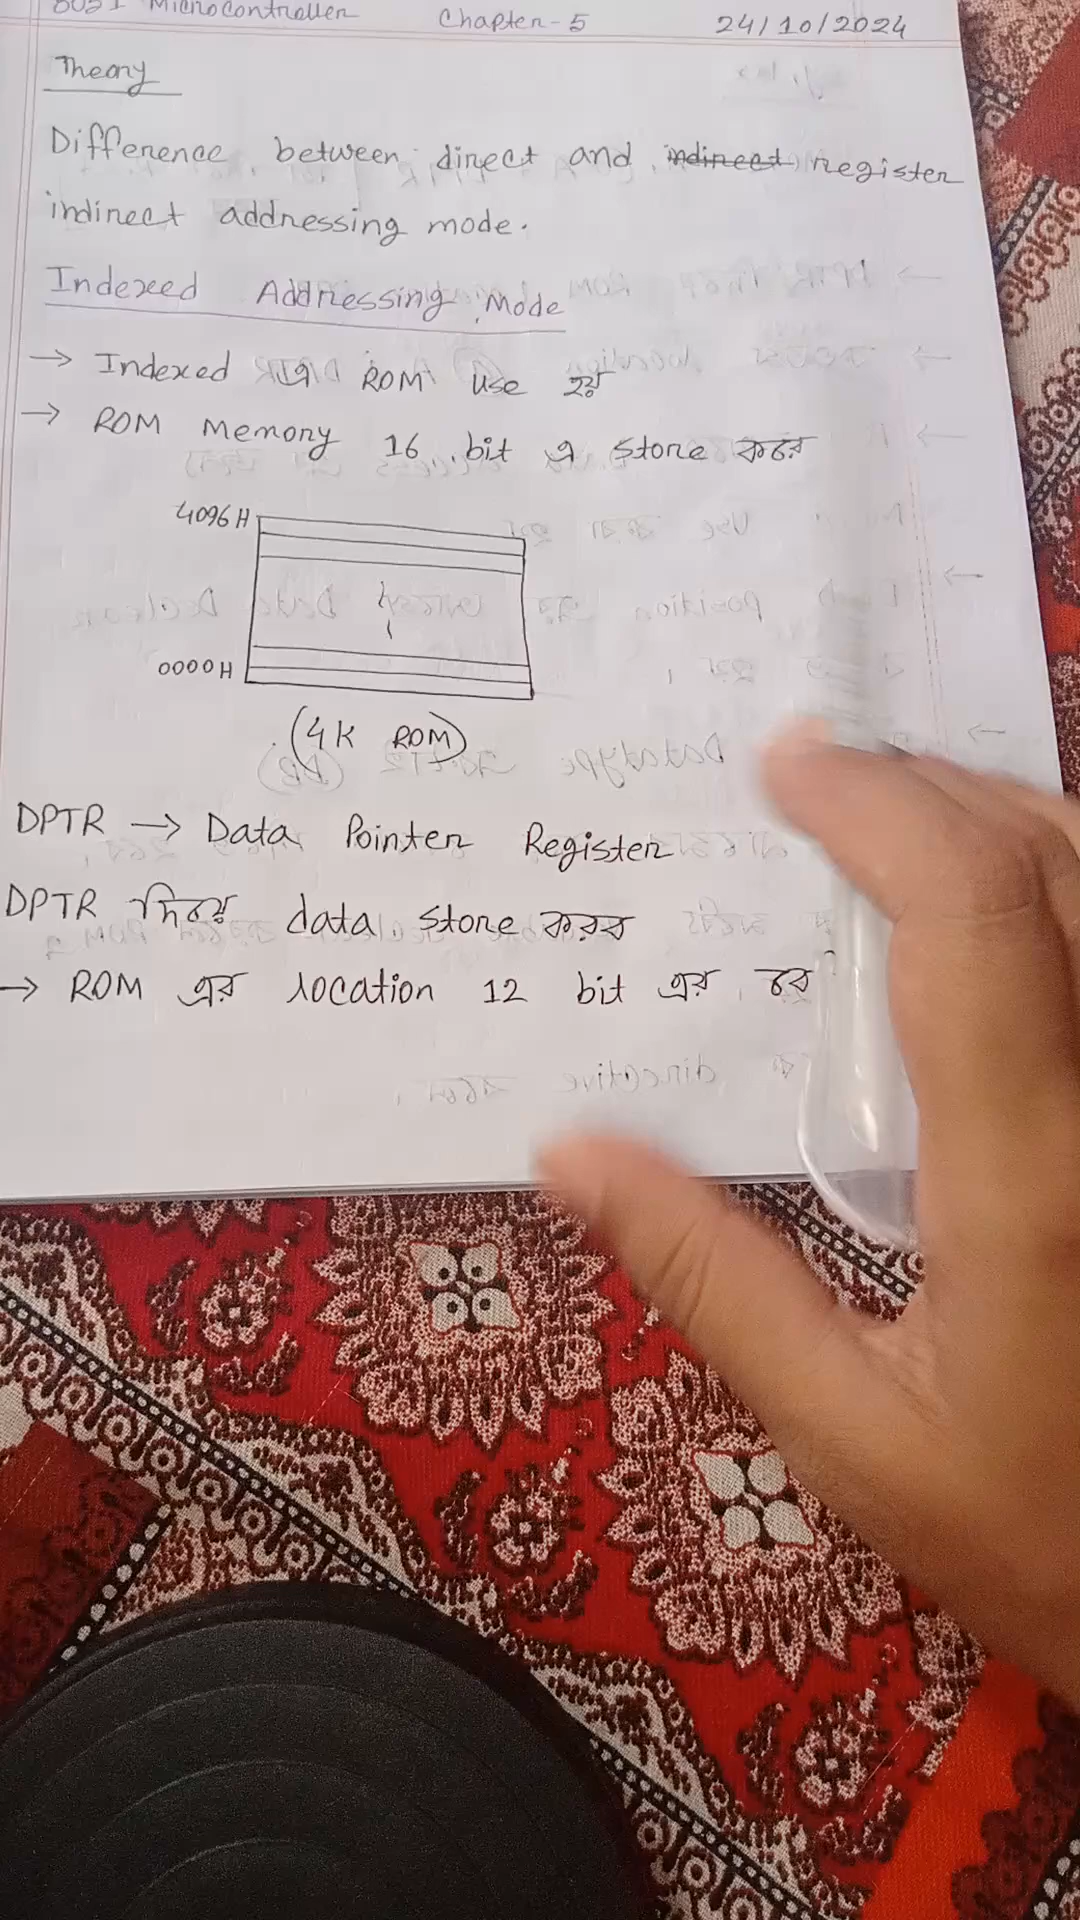 8051 Microcontroller Chapter-5 24/10/2024
Theory
Difference between direct and indirect register
indirect addressing mode.
Indexed Addressing Mode
→ Indexed এ ROM use হয়
→ ROM Memory 16 bit এ store করে
4096H
0000H
(4K ROM)
DPTR → Data Pointer Register
DPTR দিয়ে data store করব
→ ROM এর location 12 bit এর হবে